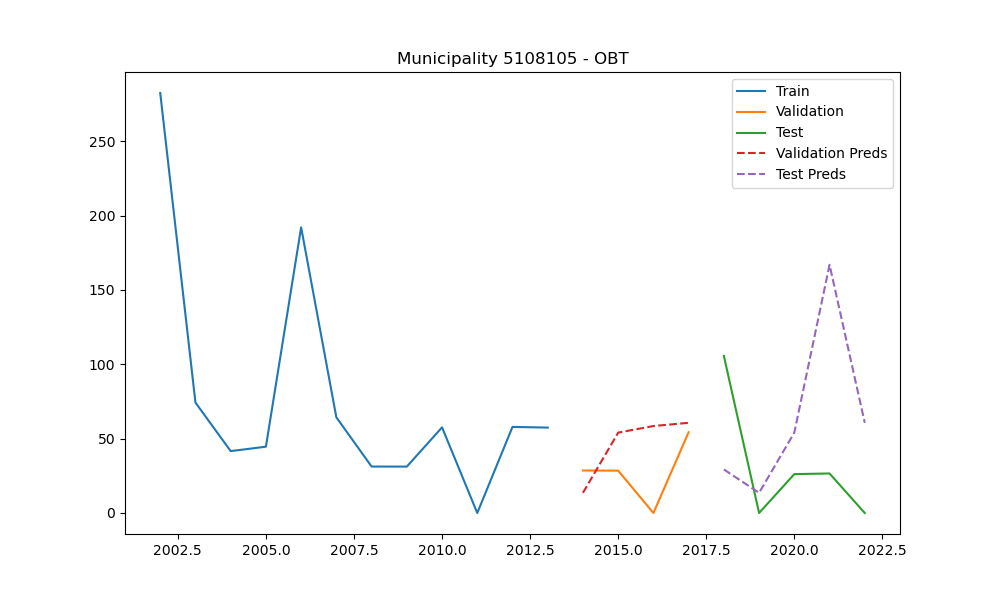 Municipality 5108105 - OBT
Train
Validation
Test
Validation Preds
Test Preds
250
200
150
100
50
0
2002.5 2005.0 2007.5 2010.0 2012.5 2015.0 2017.5 2020.0 2022.5